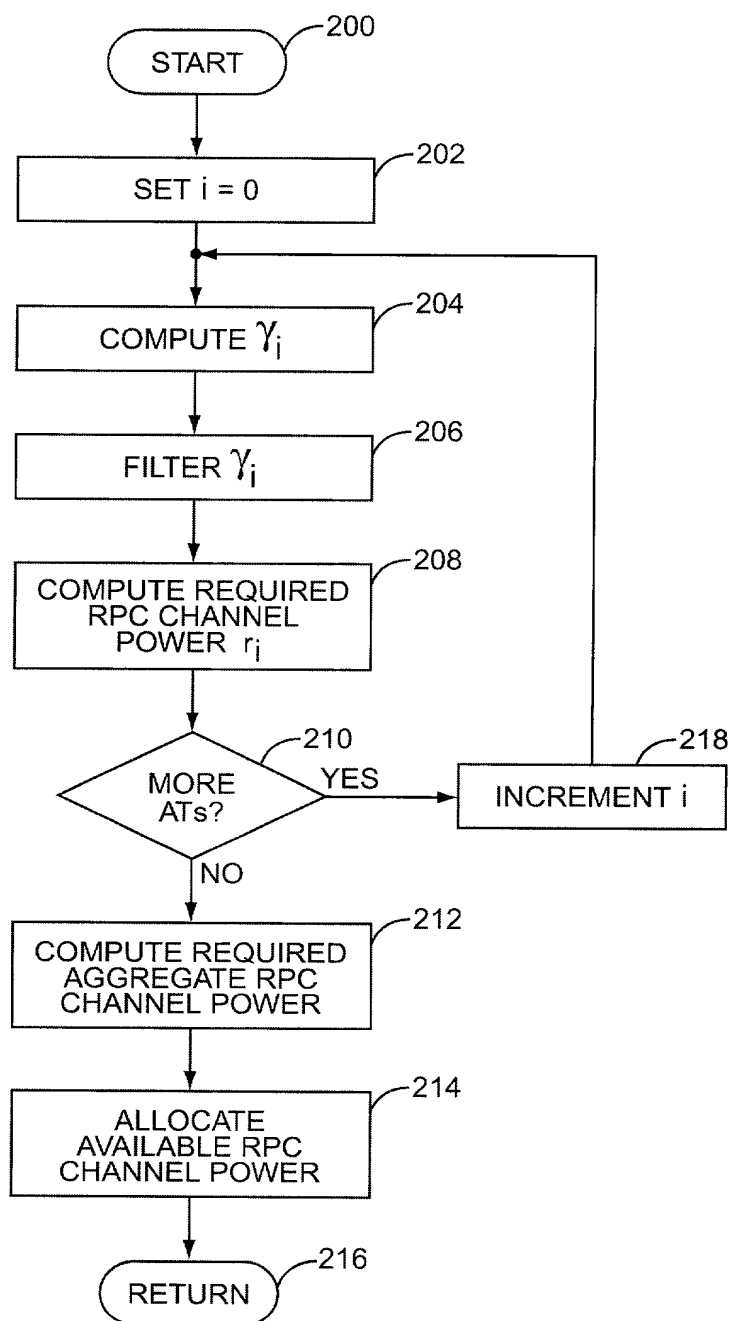 200
START
202
SET i = 0
204
COMPUTE γi
206
FILTER γi
208
COMPUTE REQUIRED
RPC CHANNEL
POWER ri
210
MORE
ATs?
YES
218
INCREMENT i
NO
212
COMPUTE REQUIRED
AGGREGATE RPC
CHANNEL POWER
214
ALLOCATE
AVAILABLE RPC
CHANNEL POWER
216
RETURN